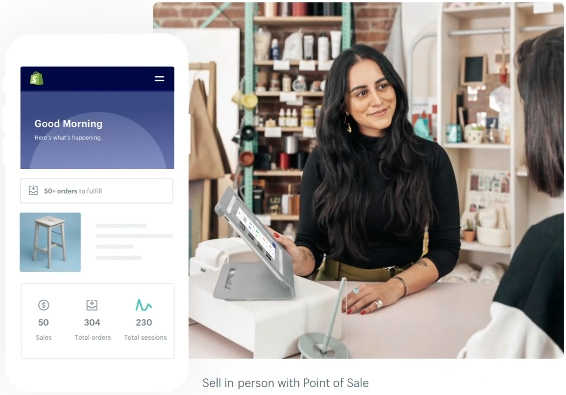 Good Morning
Here's what's happening.
50+ orders to fulfill
50 304 230
Sales Total orders Total sessions
Sell in person with Point of Sale